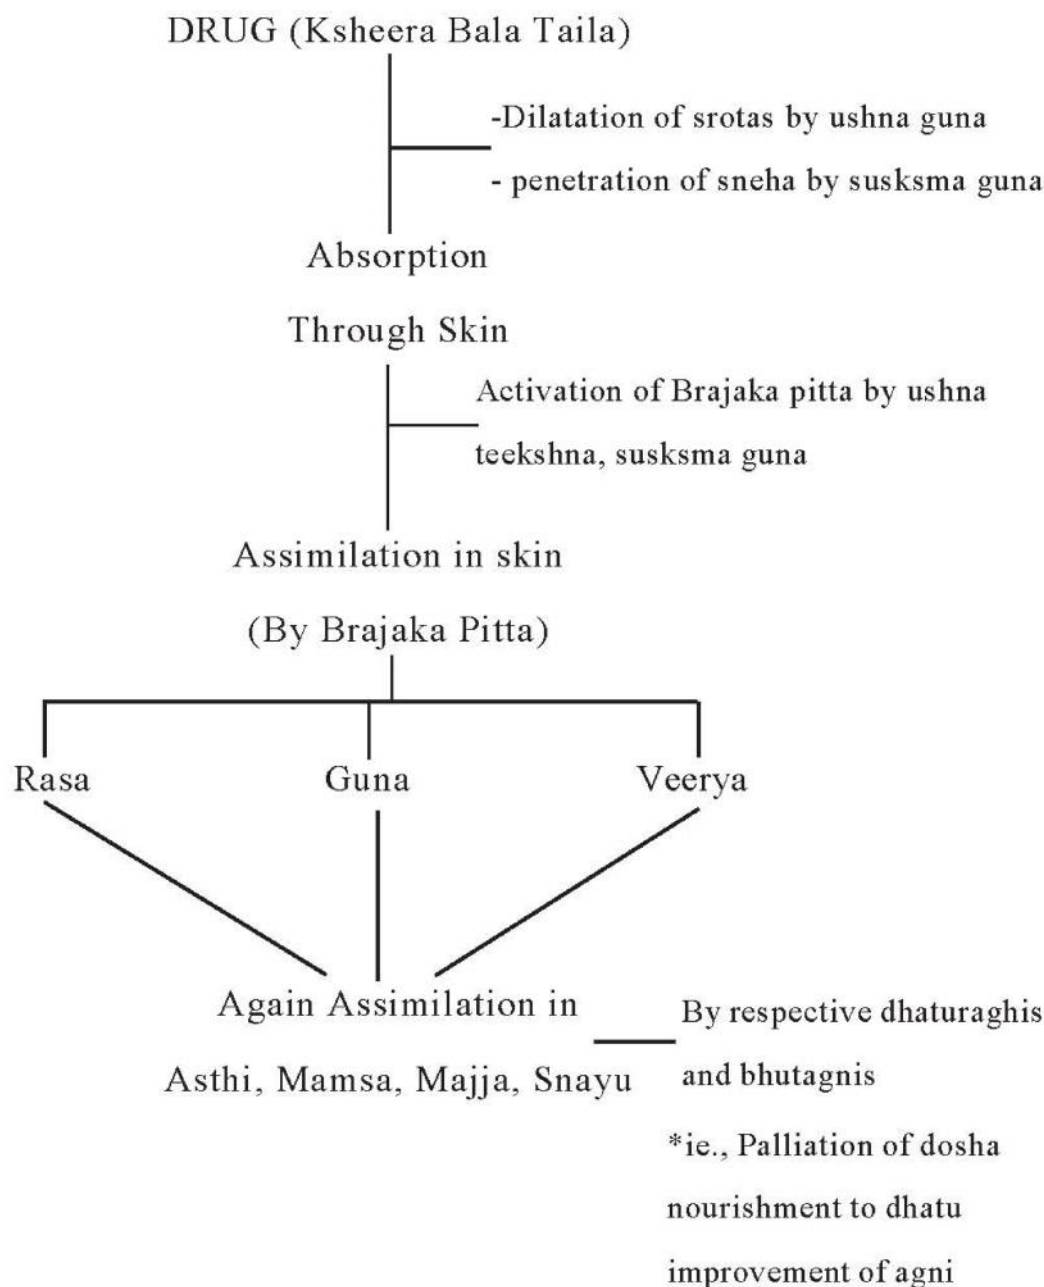 DRUG (Ksheera Bala Taila)
-Dilatation of srotas by ushna guna
- penetration of sneha by susksma guna
Absorption
Through Skin
Activation of Brajaka pitta by ushna
teekshna, susksma guna
Assimilation in skin
(By Brajaka Pitta)
Rasa
Guna
Veerya
Again Assimilation in
Asthi, Mamsa, Majja, Snayu
By respective dhaturaghis
and bhutagnis
*ie., Palliation of dosha
nourishment to dhatu
improvement of agni